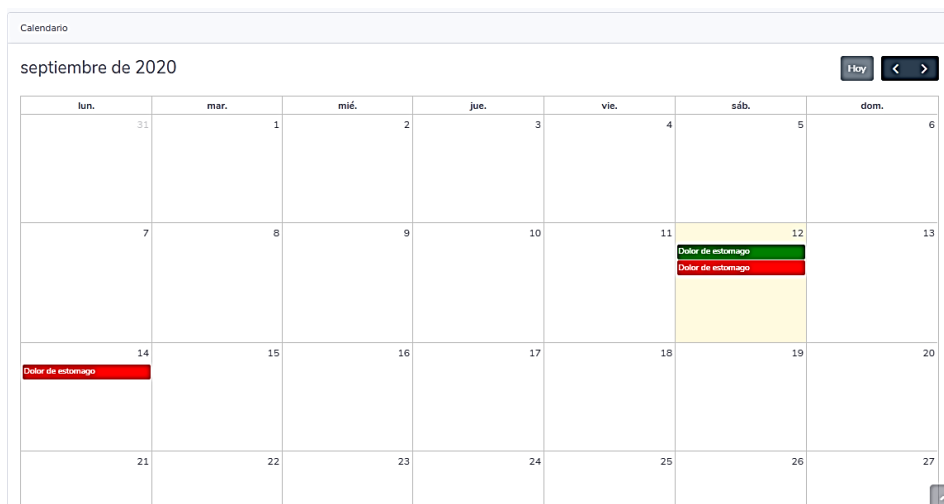 Calendario
septiembre de 2020
Hoy
lun. mar. mié. jue. vie. sáb. dom.
31 1 2 3 4 5 6
7 8 9 10 11 12 13
Dolor de estomago
Dolor de estomago
14 15 16 17 18 19 20
Dolor de estomago
21 22 23 24 25 26 27